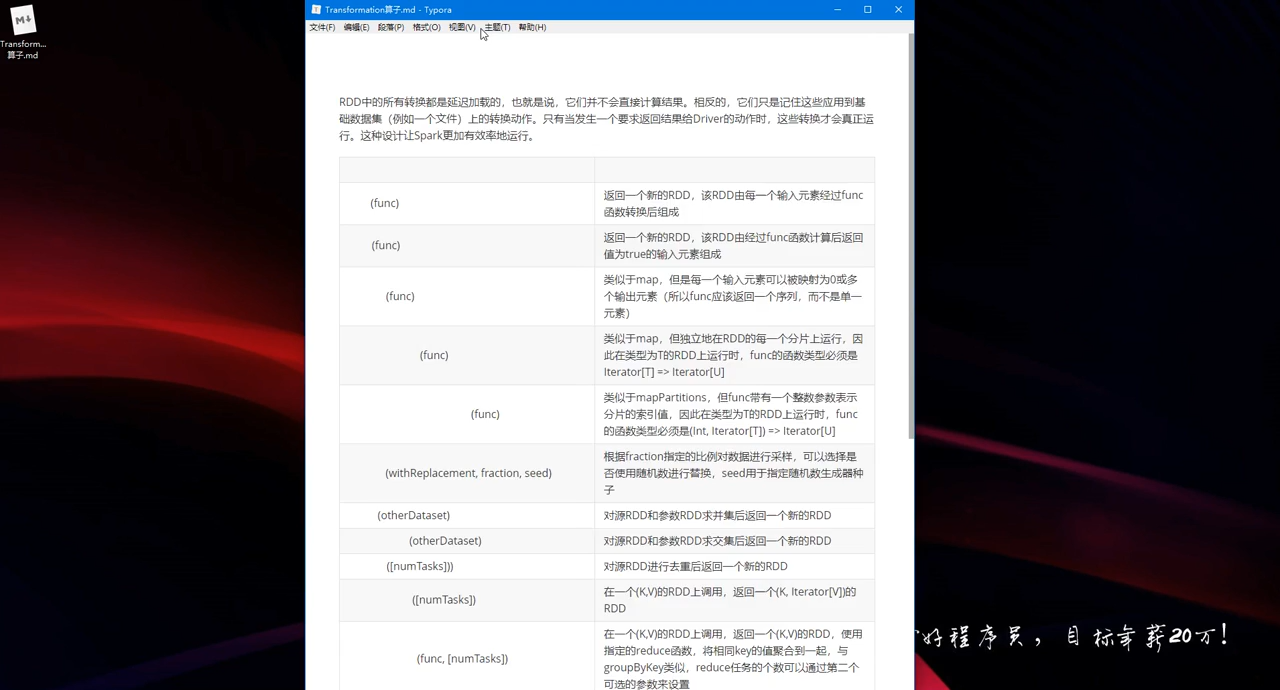 Transform...
算子.md
Transformation算子.md - Typora
文件(F) 编辑(E) 段落(P) 格式(O) 视图(V) 主题(T) 帮助(H)
RDD中的所有转换都是延迟加载的，也就是说，它们并不会直接计算结果。相反的，它们只是记住这些应用到基
础数据集（例如一个文件）上的转换动作。只有当发生一个要求返回结果给Driver的动作时，这些转换才会真正运
行。这种设计让Spark更加有效率地运行。
(func)
返回一个新的RDD，该RDD由每一个输入元素经过func
函数转换后组成
(func)
返回一个新的RDD，该RDD由经过func函数计算后返回
值为true的输入元素组成
(func)
类似于map，但是每一个输入元素可以被映射为0或多
个输出元素（所以func应该返回一个序列，而不是单一
元素）
(func)
类似于map，但独立地在RDD的每一个分片上运行，因
此在类型为T的RDD上运行时，func的函数类型必须是
Iterator[T] => Iterator[U]
(func)
类似于mapPartitions，但func带有一个整数参数表示
分片的索引值，因此在类型为T的RDD上运行时，func
的函数类型必须是(Int, Iterator[T]) => Iterator[U]
(withReplacement, fraction, seed)
根据fraction指定的比例对数据进行采样，可以选择是
否使用随机数进行替换，seed用于指定随机数生成器种
子
(otherDataset)
对源RDD和参数RDD求并集后返回一个新的RDD
(otherDataset)
对源RDD和参数RDD求交集后返回一个新的RDD
([numTasks]))
对源RDD进行去重后返回一个新的RDD
([numTasks])
在一个(K,V)的RDD上调用，返回一个(K, Iterator[V])的
RDD
(func, [numTasks])
在一个(K,V)的RDD上调用，返回一个(K,V)的RDD，使用
指定的reduce函数，将相同key的值聚合到一起，与
groupByKey类似，reduce任务的个数可以通过第二个
可选的参数来设置
好程序员，目标年薪20万！